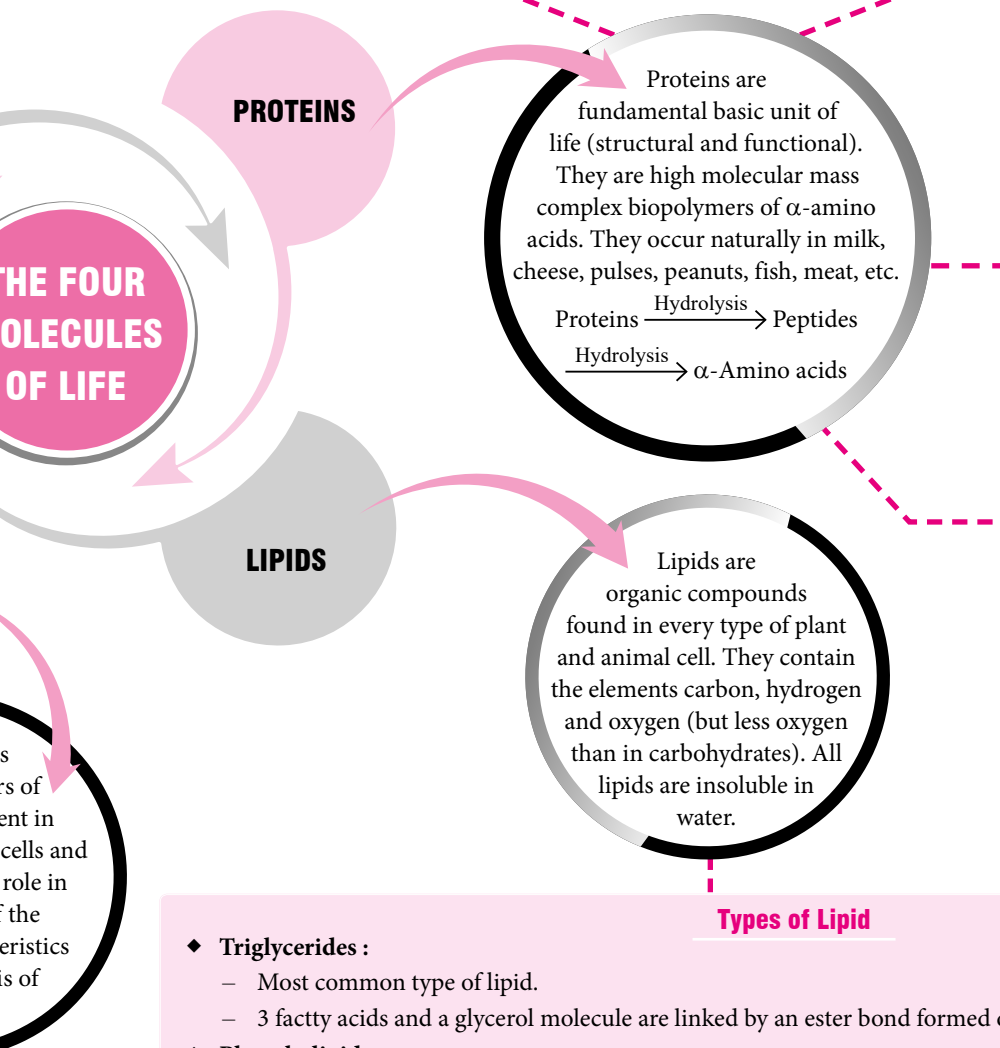 PROTEINS
Proteins are
fundamental basic unit of
life (structural and functional).
They are high molecular mass
complex biopolymers of α-amino
acids. They occur naturally in milk,
cheese, pulses, peanuts, fish, meat, etc.
Hydrolysis
Proteins → Peptides
Hydrolysis
→ α-Amino acids
THE FOUR
OLECULES
OF LIFE
LIPIDS
Lipids are
organic compounds
found in every type of plant
and animal cell. They contain
the elements carbon, hydrogen
and oxygen (but less oxygen
than in carbohydrates). All
lipids are insoluble in
water.
s
rs of
ent in
cells and
role in
f the
eristics
is of
Types of Lipid
◆ Triglycerides :
– Most common type of lipid.
– 3 factty acids and a glycerol molecule are linked by an ester bond formed